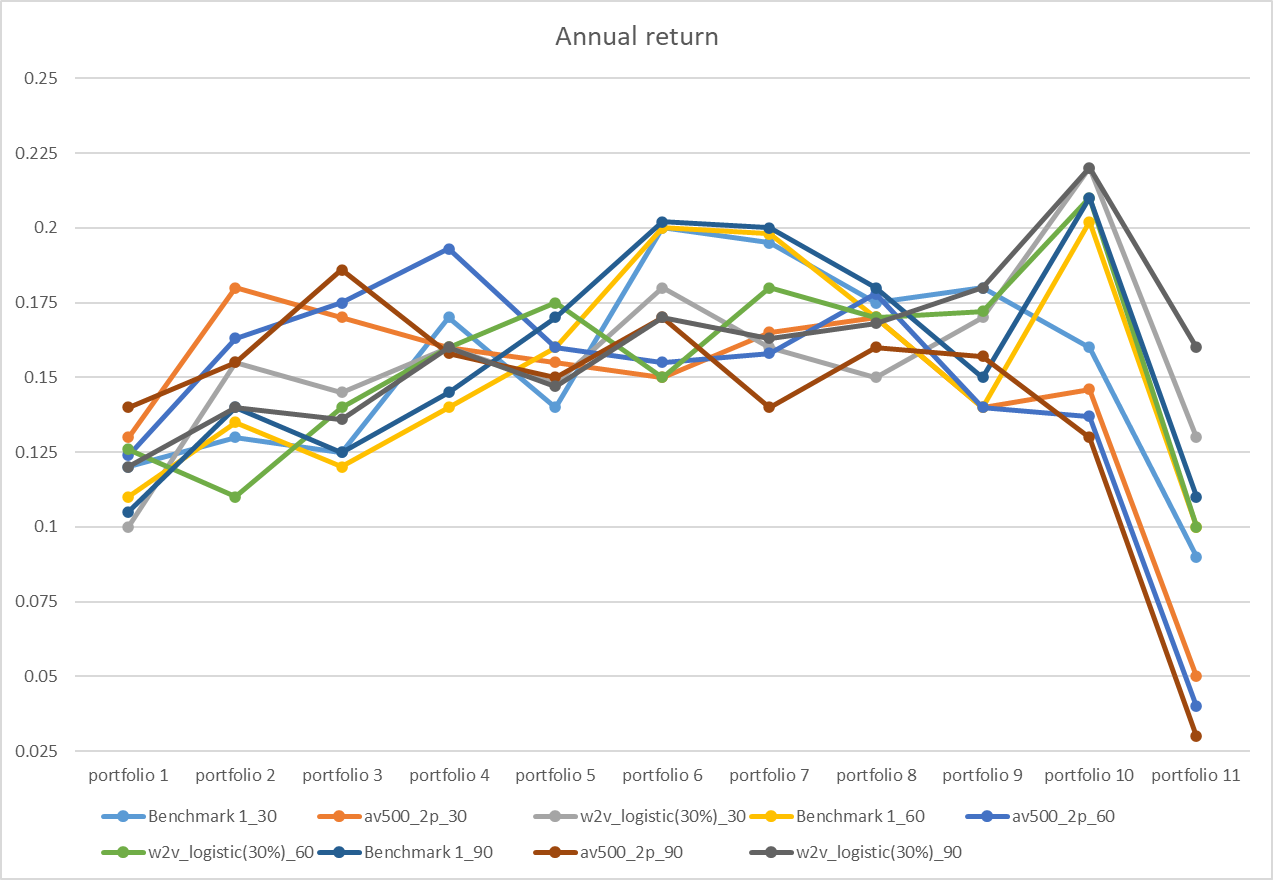 Annual return
0.25
0.225
0.2
0.175
0.15
0.125
0.1
0.075
0.05
0.025
portfolio 1 portfolio 2 portfolio 3 portfolio 4 portfolio 5 portfolio 6 portfolio 7 portfolio 8 portfolio 9 portfolio 10 portfolio 11
Benchmark 1_30 av500_2p_30 w2v_logistic(30%)_30 Benchmark 1_60 av500_2p_60
w2v_logistic(30%)_60 Benchmark 1_90 av500_2p_90 w2v_logistic(30%)_90